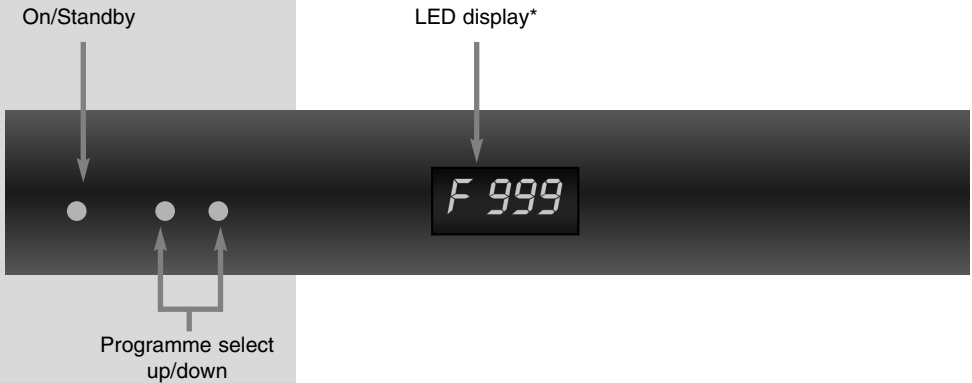 On/Standby
LED display*
F 999
Programme select
up/down